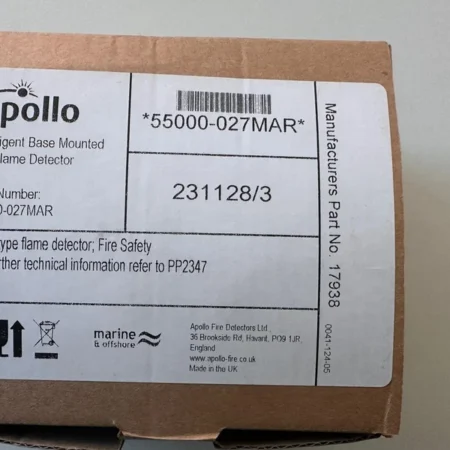 pollo
igent Base Mounted
lame Detector
Number:
0-027MAR
*55000-027MAR*
231128/3
type flame detector; Fire Safety
rther technical information refer to PP2347
marine
& offshore
Apollo Fire Detectors Ltd,
36 Brookside Rd, Havant, PO9 1JR,
England
www.apollo-fire.co.uk
Made in the UK
Manufacturers Part No. 17938
0041-124-05